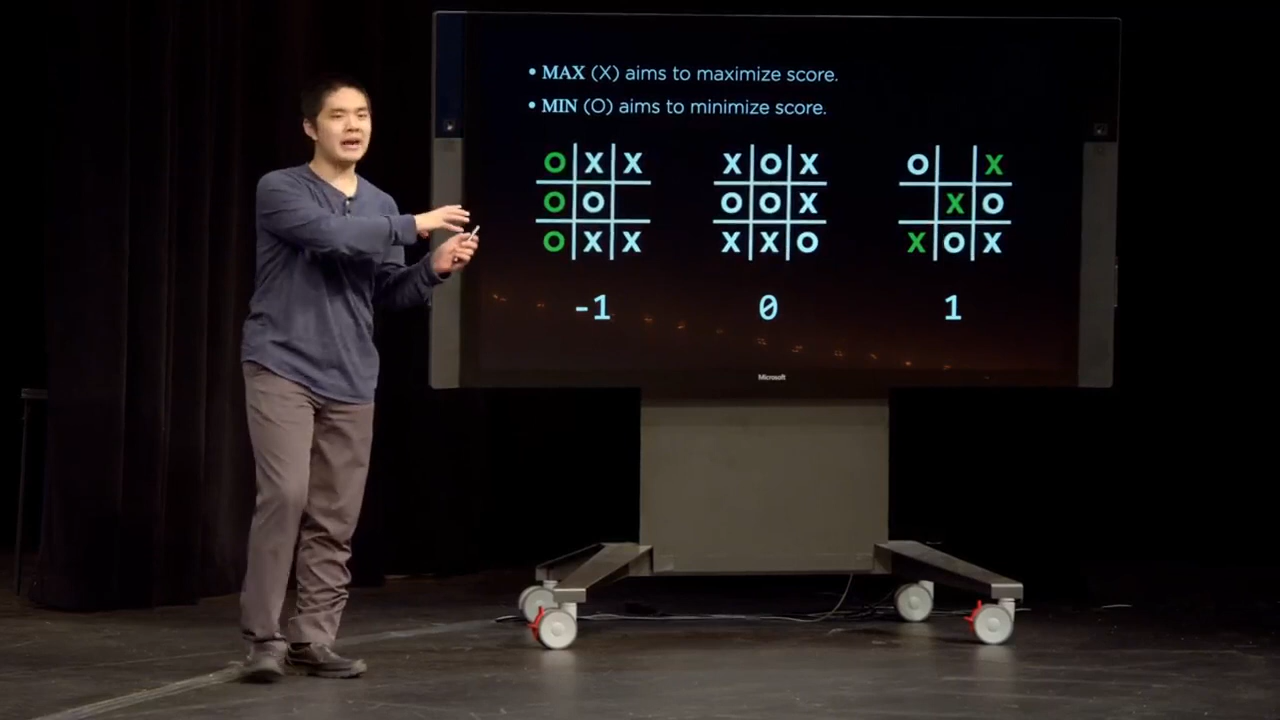 • MAX (X) aims to maximize score.
• MIN (O) aims to minimize score.
O X X X O X O X
O O O O X X O
O X X X X O X O X
-1 0 1
Microsoft